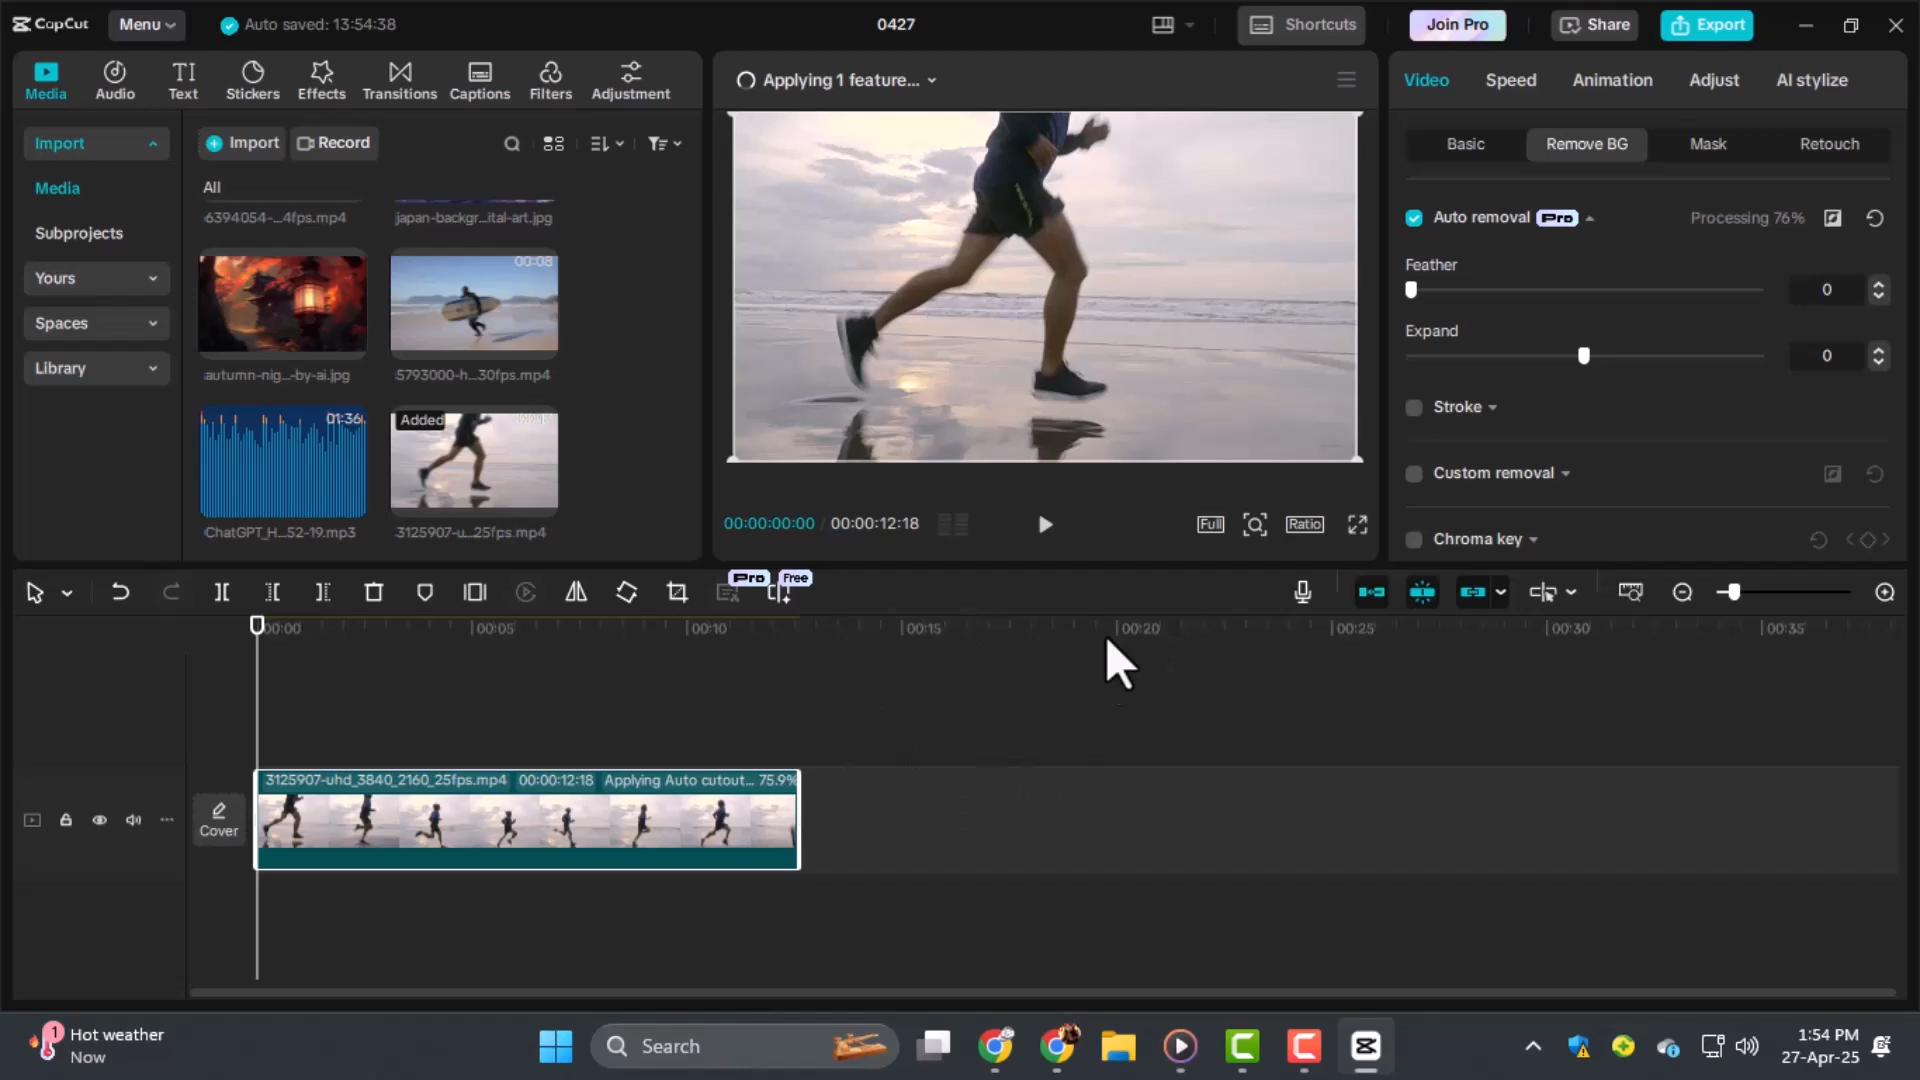 CapCut
Menu
Auto saved: 13:54:38
0427
Shortcuts
Join Pro
Share
Export
Media
Audio
Text
Stickers
Effects
Transitions
Captions
Filters
Adjustment
Applying 1 feature...
Video
Speed
Animation
Adjust
AI stylize
Import
Media
Subprojects
Yours
Spaces
Library
Import
Record
All
6394054-...4fps.mp4
japan-backgr...ital-art.jpg
00:08
autumn-nig...-by-ai.jpg
5793000-h...30fps.mp4
01:36
Added
ChatGPT_H...52-19.mp3
3125907-u...25fps.mp4
00:00:00:00 / 00:00:12:18
Full
Ratio
Basic
Remove BG
Mask
Retouch
Auto removal Pro
Processing 76%
Feather
0
Expand
0
Stroke
Custom removal
Chroma key
Pro
Free
00:00
00:05
00:10
00:15
00:20
00:25
00:30
00:35
Cover
3125907-uhd_3840_2160_25fps.mp4 00:00:12:18 Applying Auto cutout... 75.9%
1
Hot weather
Now
Search
1:54 PM
27-Apr-25